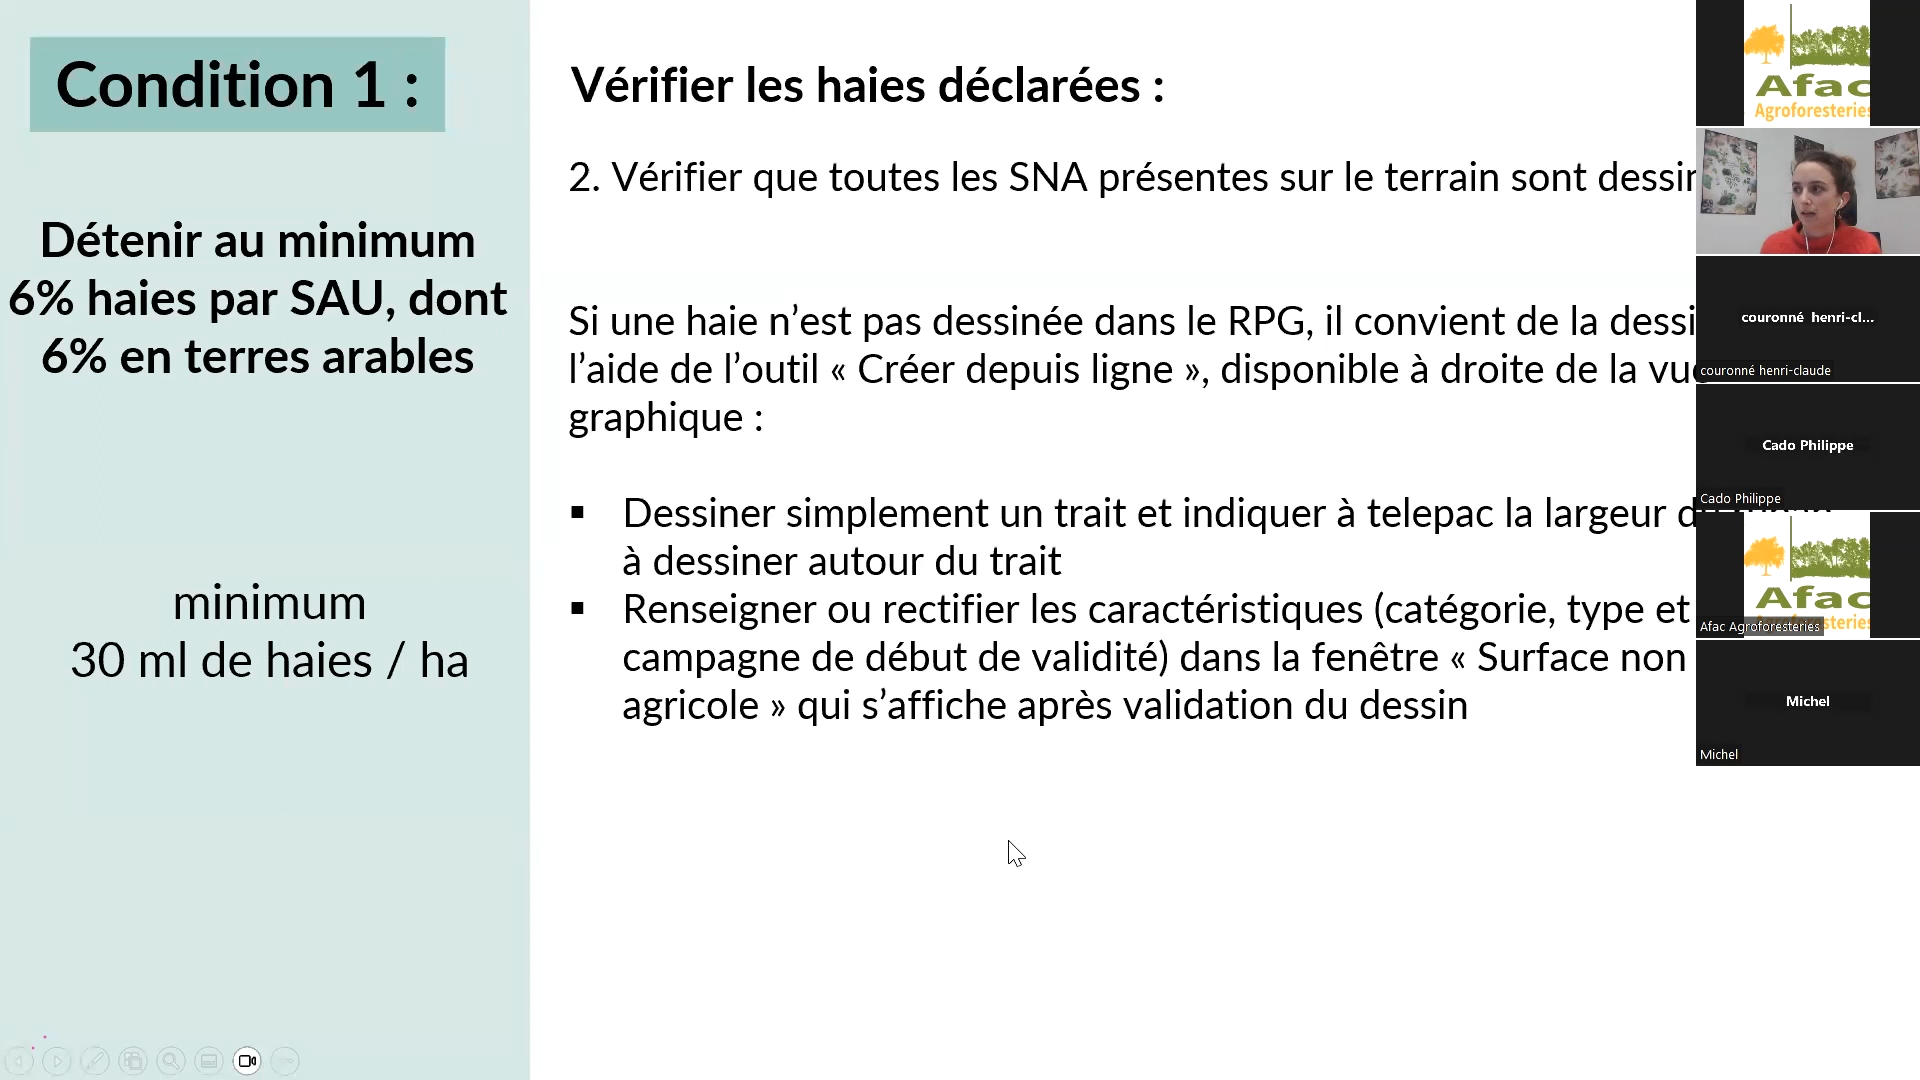 Condition 1 :
Détenir au minimum
6% haies par SAU, dont
6% en terres arables
minimum
30 ml de haies / ha
Vérifier les haies déclarées :
2. Vérifier que toutes les SNA présentes sur le terrain sont
Si une haie n’est pas dessinée dans le RPG, il convient de la
l’aide de l’outil « Créer depuis ligne », disponible à droite de la vue
graphique :
▪ Dessiner simplement un trait et indiquer à telepac la largeur
à dessiner autour du trait
▪ Renseigner ou rectifier les caractéristiques (catégorie, type et
campagne de début de validité) dans la fenêtre « Surface non
agricole » qui s’affiche après validation du dessin
Afac
Agroforesteries
couronné henri-cl...
couronné henri-claude
Cado Philippe
Cado Philippe
Afac
Afac Agroforesteries
Michel
Michel